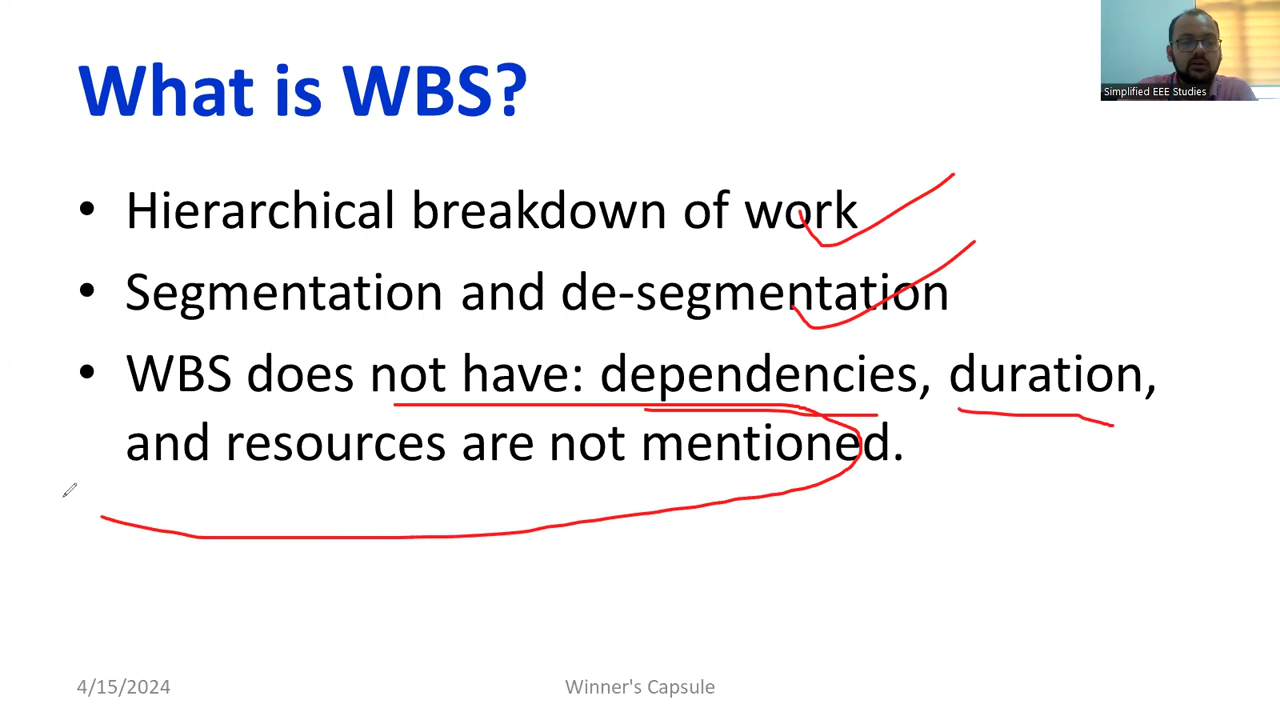 Simplified EEE Studies
What is WBS?
• Hierarchical breakdown of work
• Segmentation and de-segmentation
• WBS does not have: dependencies, duration,
and resources are not mentioned.
4/15/2024
Winner's Capsule